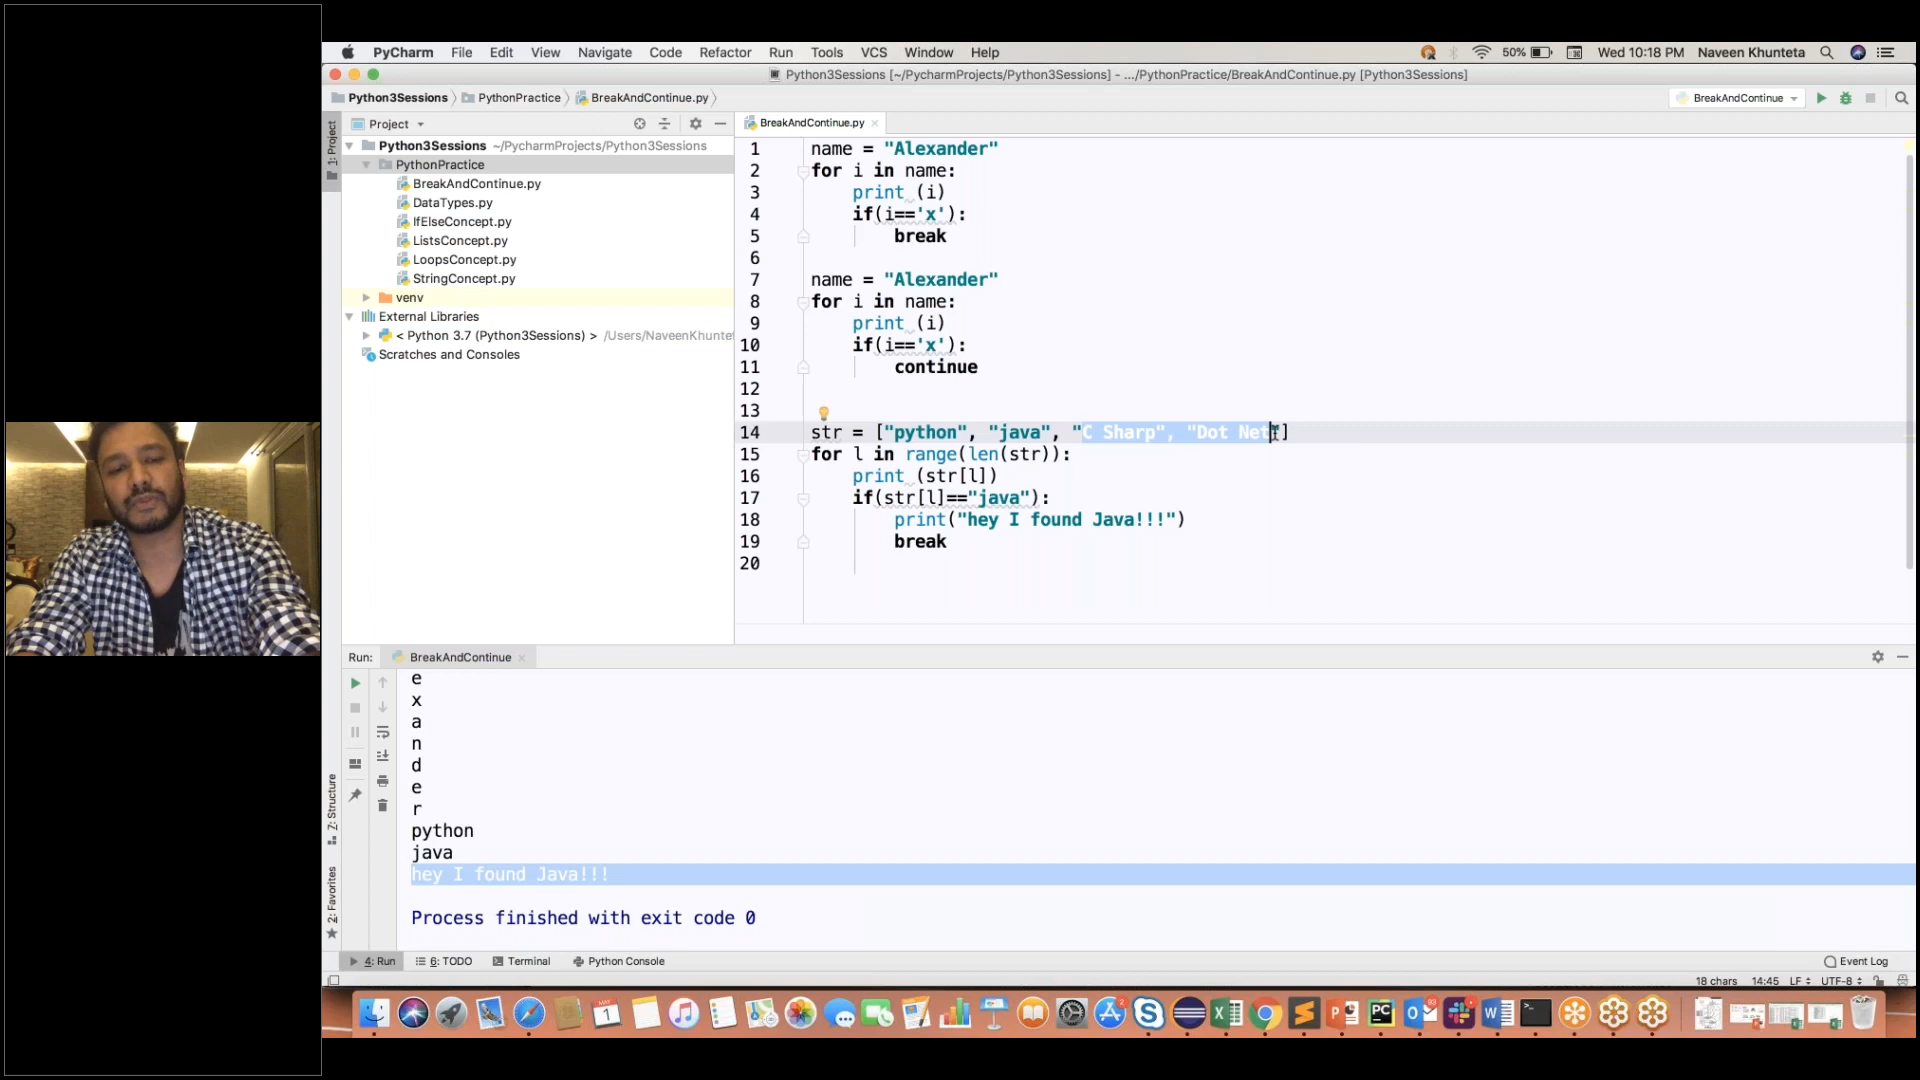 PyCharm File Edit View Navigate Code Refactor Run Tools VCS Window Help 50% Wed 10:18 PM Naveen Khunteta
Python3Sessions [~/PycharmProjects/Python3Sessions] - .../PythonPractice/BreakAndContinue.py [Python3Sessions]
Python3Sessions PythonPractice BreakAndContinue.py BreakAndContinue
1: Project
Project
BreakAndContinue.py
Python3Sessions ~/PycharmProjects/Python3Sessions
PythonPractice
BreakAndContinue.py
DataTypes.py
IfElseConcept.py
ListsConcept.py
LoopsConcept.py
StringConcept.py
venv
External Libraries
< Python 3.7 (Python3Sessions) > /Users/NaveenKhuntet
Scratches and Consoles
1 name = "Alexander"
2 for i in name:
3 print (i)
4 if(i=='x'):
5 break
6
7 name = "Alexander"
8 for i in name:
9 print (i)
10 if(i=='x'):
11 continue
12
13
14 str = ["python", "java", "C Sharp", "Dot Net"]
15 for l in range(len(str)):
16 print (str[l])
17 if(str[l]=="java"):
18 print("hey I found Java!!!")
19 break
20
Run: BreakAndContinue
e
x
a
n
d
e
r
python
java
hey I found Java!!!
Process finished with exit code 0
7: Structure
2: Favorites
4: Run 6: TODO Terminal Python Console Event Log
18 chars 14:45 LF UTF-8